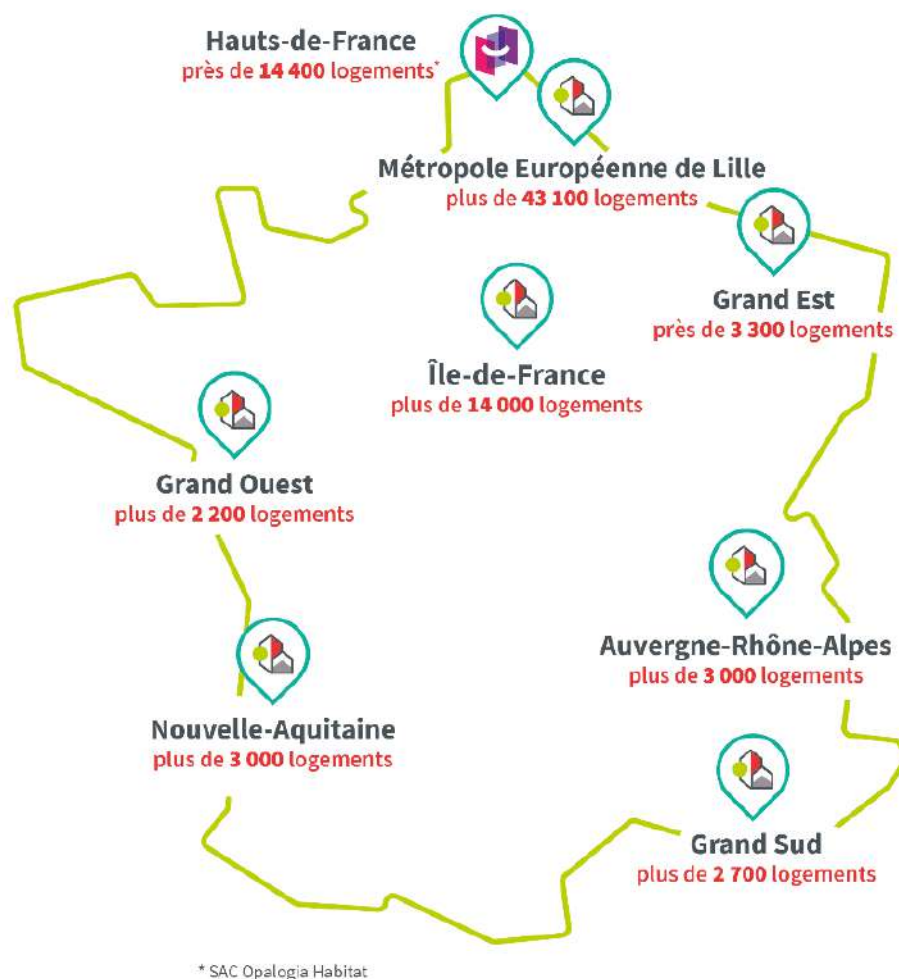 Hauts-de-France
près de 14 400 logements*
Métropole Européenne de Lille
plus de 43 100 logements
Grand Est
près de 3 300 logements
Île-de-France
plus de 14 000 logements
Grand Ouest
plus de 2 200 logements
Auvergne-Rhône-Alpes
plus de 3 000 logements
Nouvelle-Aquitaine
plus de 3 000 logements
Grand Sud
plus de 2 700 logements
* SAC Opalogia Habitat